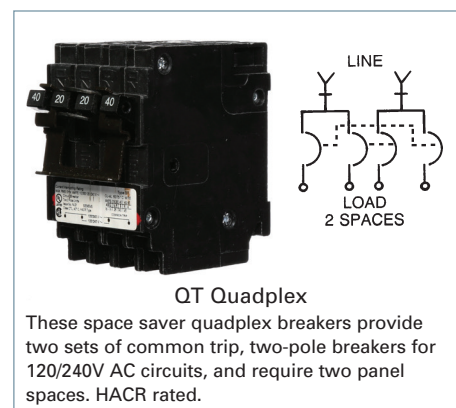 40 20 20 40
LINE
LOAD
2 SPACES
QT Quadplex
These space saver quadplex breakers provide
two sets of common trip, two-pole breakers for
120/240V AC circuits, and require two panel
spaces. HACR rated.